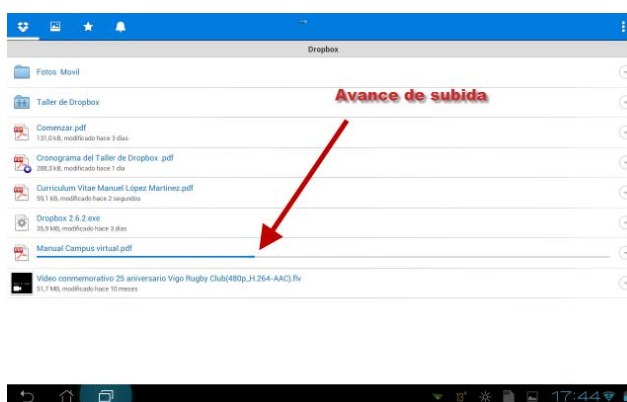 Dropbox
Fotos Movil
Avance de subida
Taller de Dropbox
Comenzar.pdf
131,0 kB, modificado hace 3 días
Cronograma del Taller de Dropbox .pdf
288,3 kB, modificado hace 1 día
Curriculum Vitae Manuel López Martínez.pdf
59,1 kB, modificado hace 2 segundos
Dropbox 2.6.2 exe
35,9 MB, modificado hace 3 días
Manual Campus virtual.pdf
Vídeo conmemorativo 25 aniversario Vigo Rugby Club(480p_H.264-AAC).flv
51,7 MB, modificado hace 10 meses
13° 17:44